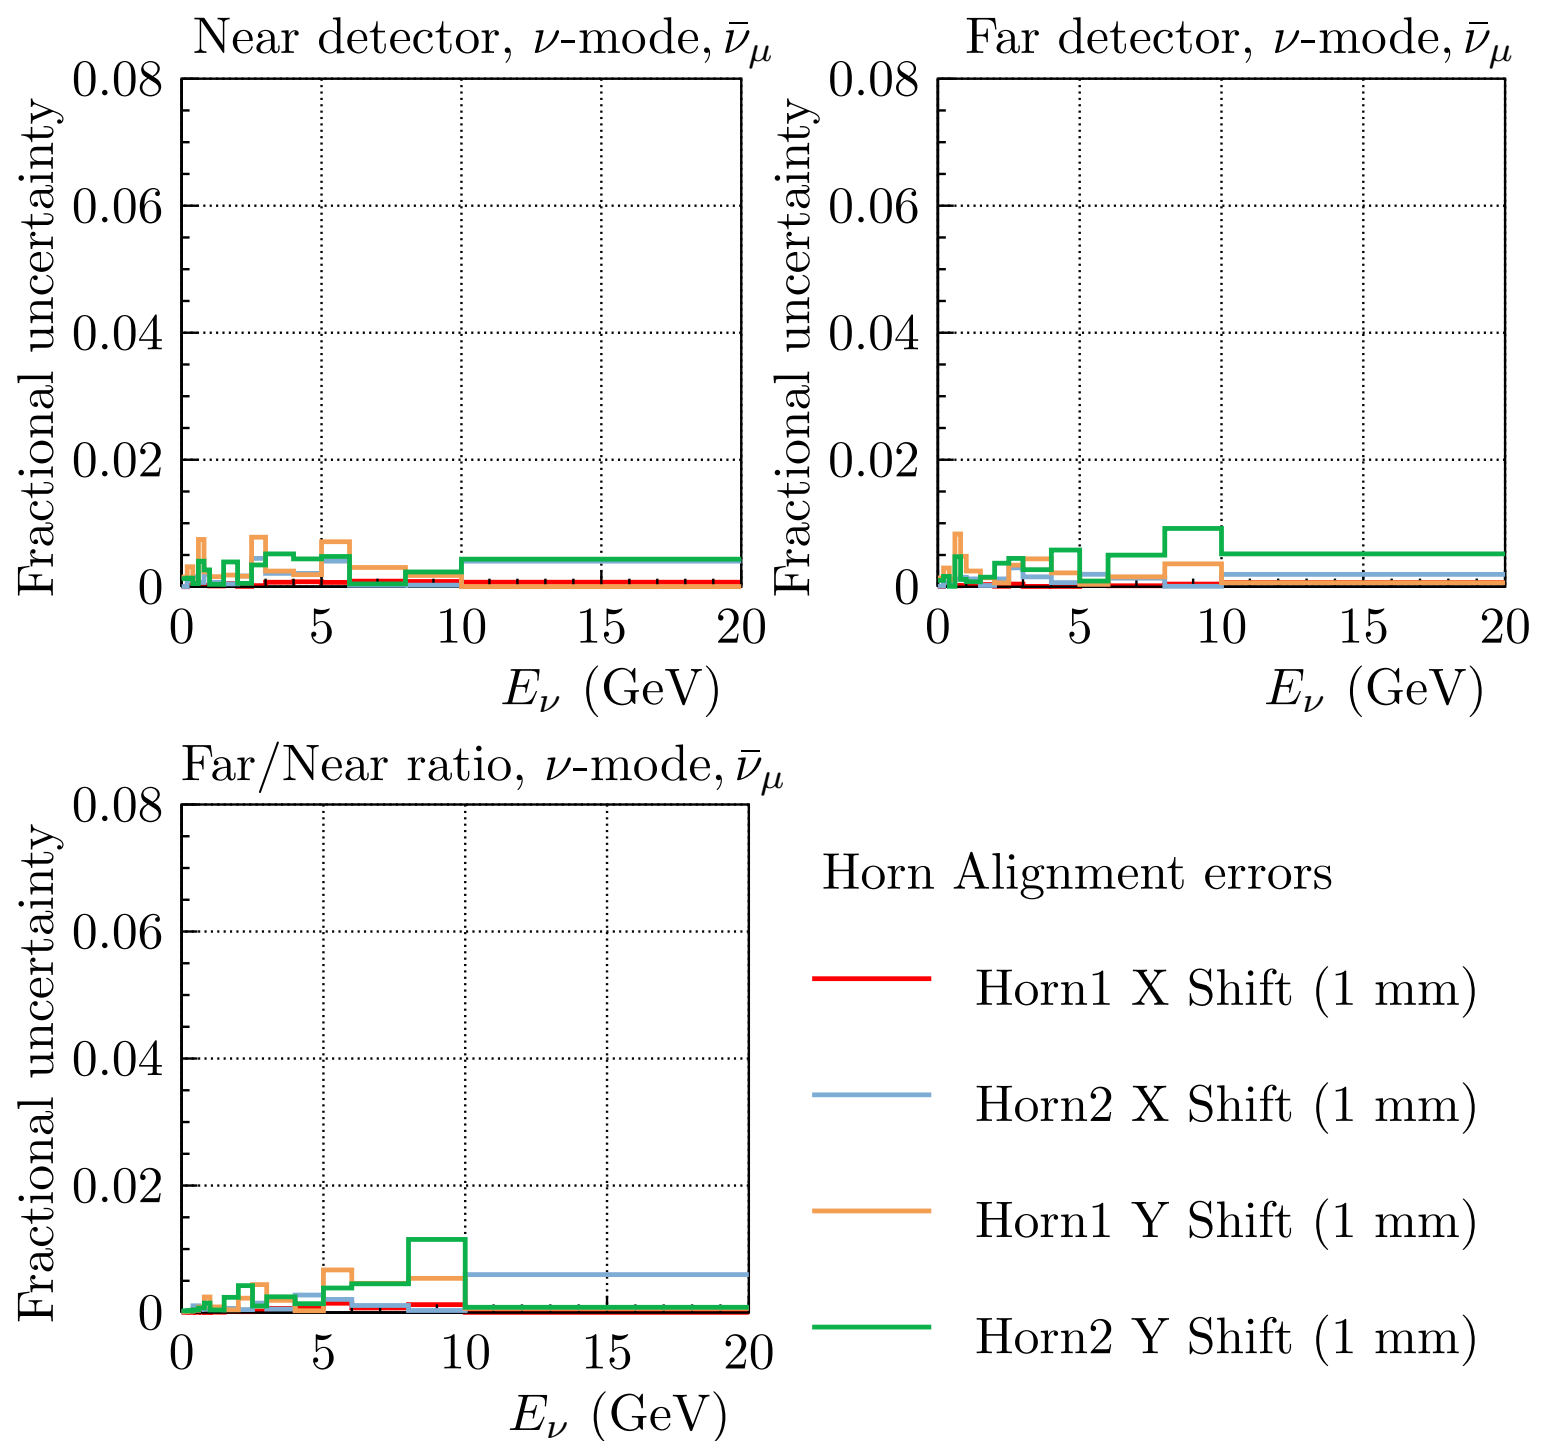 Near detector, ν-mode, ν̄μ
Fractional uncertainty
0.08
0.06
0.04
0.02
0
0 5 10 15 20
Eν (GeV)
Far detector, ν-mode, ν̄μ
Fractional uncertainty
0.08
0.06
0.04
0.02
0
0 5 10 15 20
Eν (GeV)
Far/Near ratio, ν-mode, ν̄μ
Fractional uncertainty
0.08
0.06
0.04
0.02
0
0 5 10 15 20
Eν (GeV)
Horn Alignment errors
Horn1 X Shift (1 mm)
Horn2 X Shift (1 mm)
Horn1 Y Shift (1 mm)
Horn2 Y Shift (1 mm)